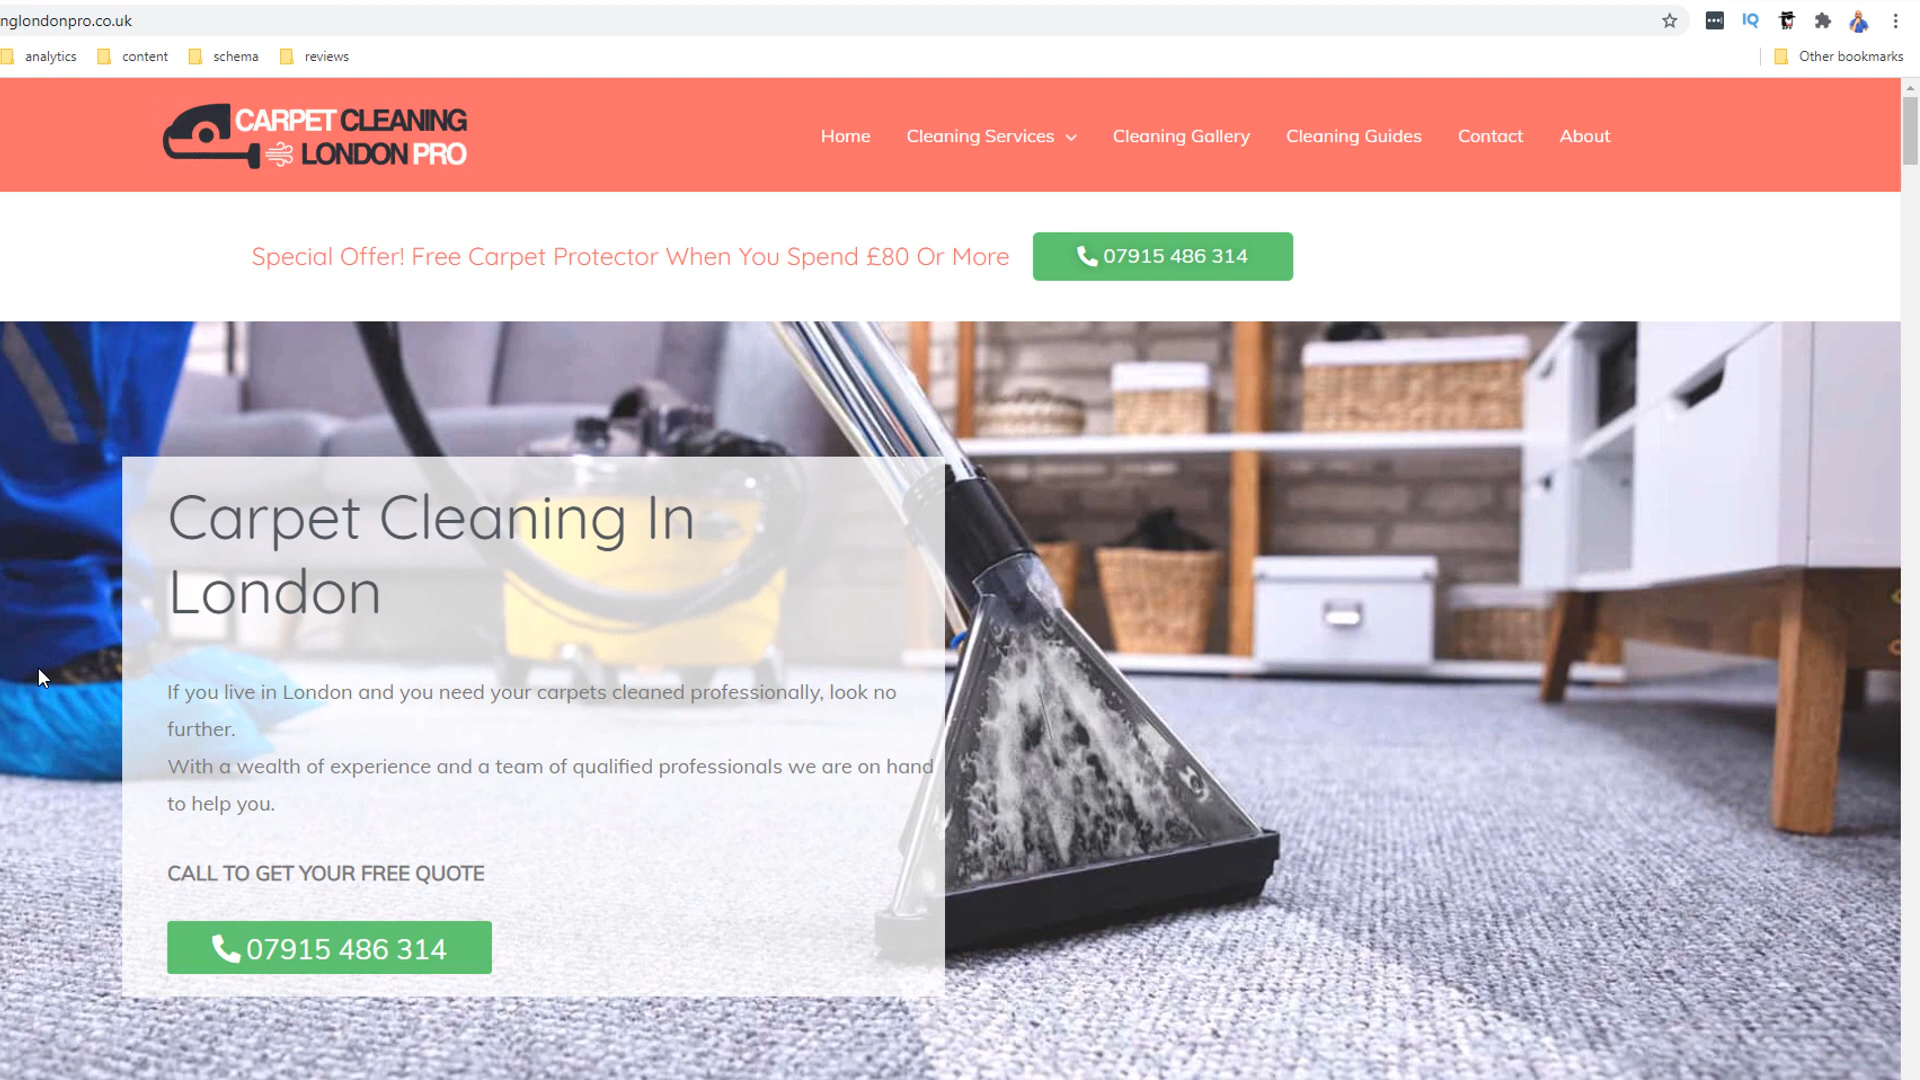 nglondonpro.co.uk
IQ
analytics content schema reviews Other bookmarks
CARPET CLEANING
LONDON PRO
Home Cleaning Services Cleaning Gallery Cleaning Guides Contact About
Special Offer! Free Carpet Protector When You Spend £80 Or More 07915 486 314
Carpet Cleaning In
London
If you live in London and you need your carpets cleaned professionally, look no
further.
With a wealth of experience and a team of qualified professionals we are on hand
to help you.
CALL TO GET YOUR FREE QUOTE
07915 486 314